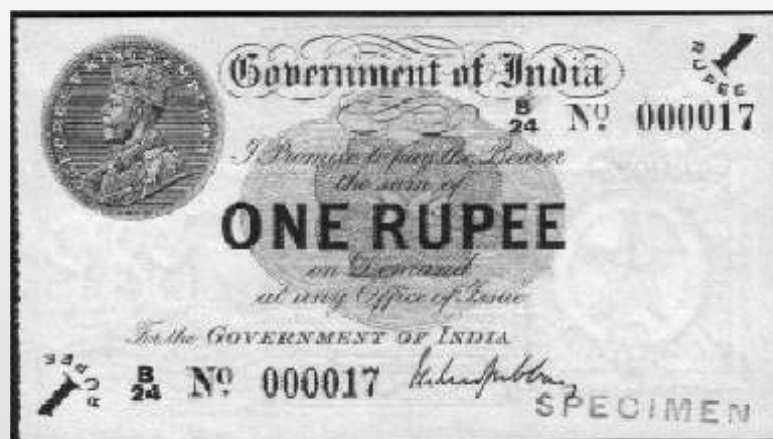 Government of India
1 RUPEE
B/24 Nº 000017
I Promise to pay the Bearer
the sum of
ONE RUPEE
on Demand
at any Office of Issue
For the GOVERNMENT OF INDIA
1 RUPEE
B/24 Nº 000017
SPECIMEN